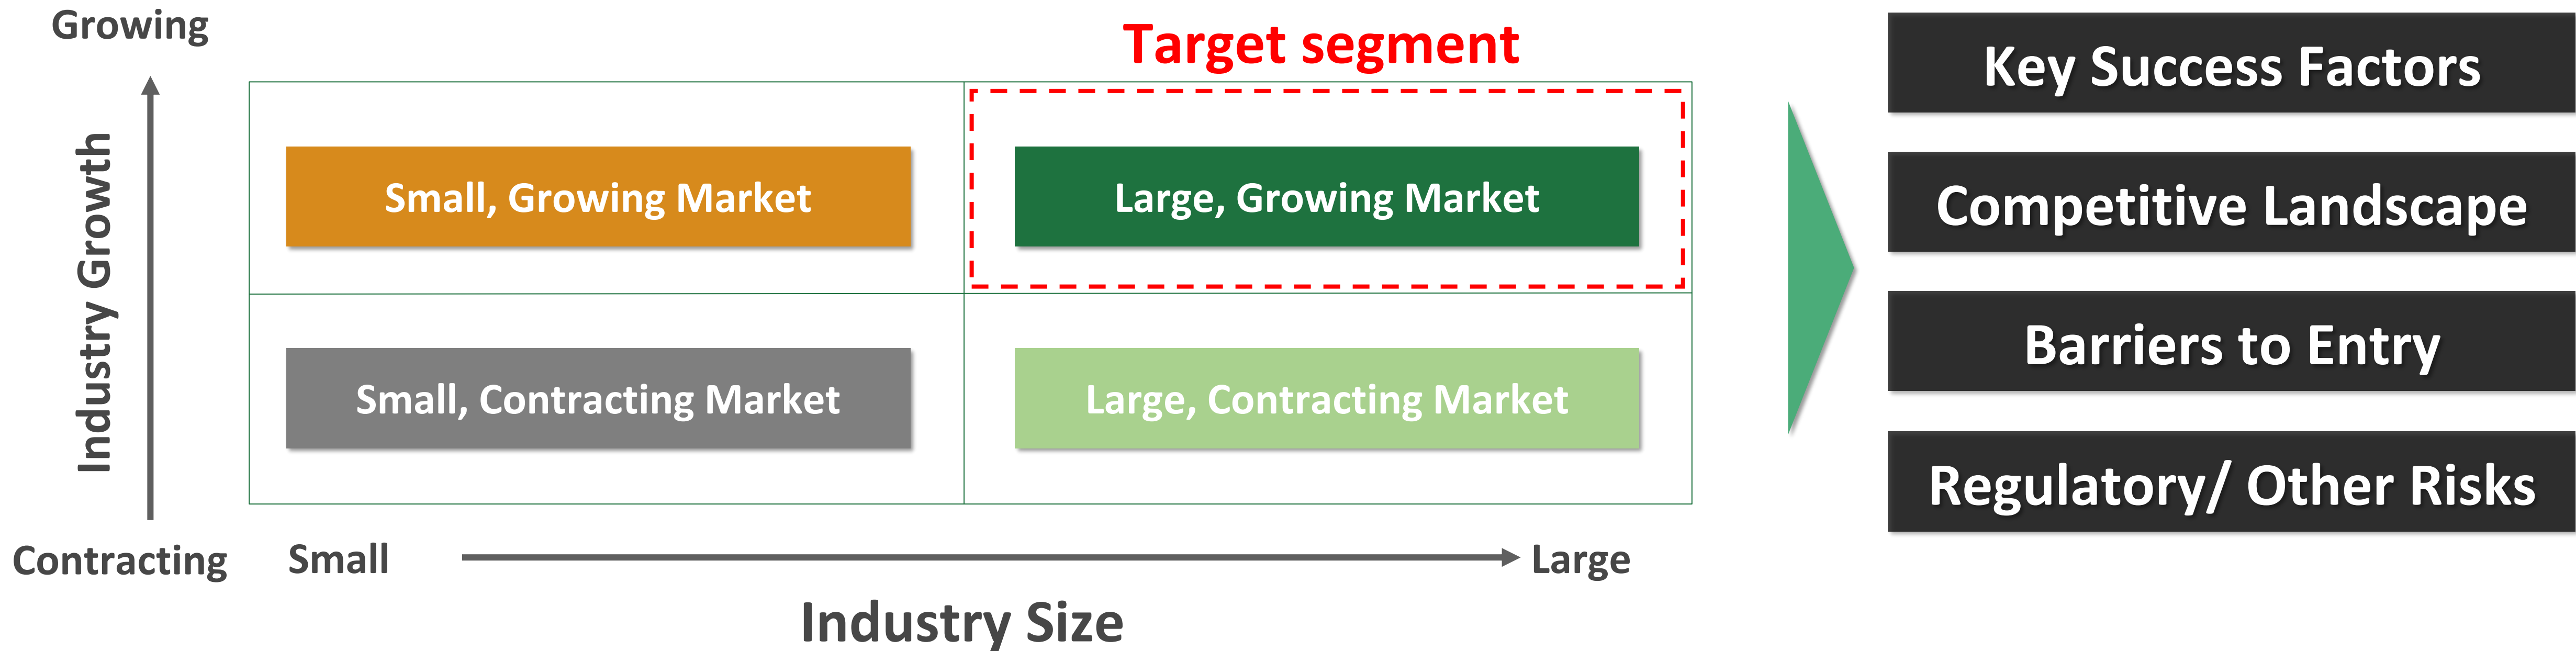 Growing
Target segment
Industry Growth
Small, Growing Market
Large, Growing Market
Small, Contracting Market
Large, Contracting Market
Contracting
Small
Large
Industry Size
Key Success Factors
Competitive Landscape
Barriers to Entry
Regulatory/ Other Risks